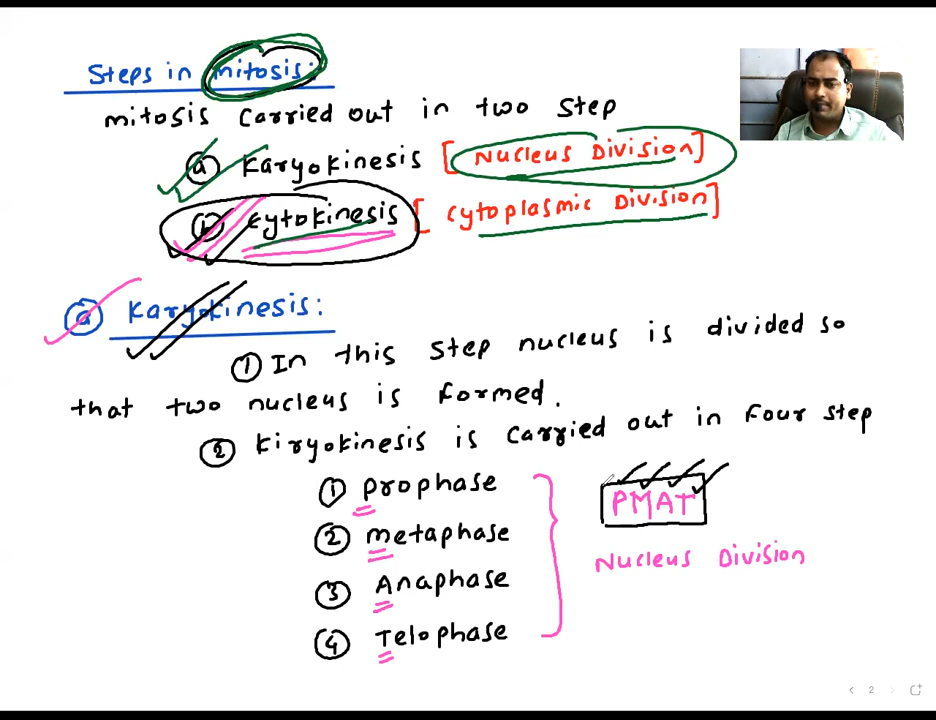 Steps in mitosis:
mitosis carried out in two step
ⓐ Karyokinesis [Nucleus Division]
ⓑ Cytokinesis [Cytoplasmic Division]
ⓐ Karyokinesis:
① In this step nucleus is divided so
that two nucleus is formed.
② Kiryokinesis is carried out in four step
① Prophase
② metaphase
③ Anaphase
④ Telophase
PMAT
Nucleus Division
2